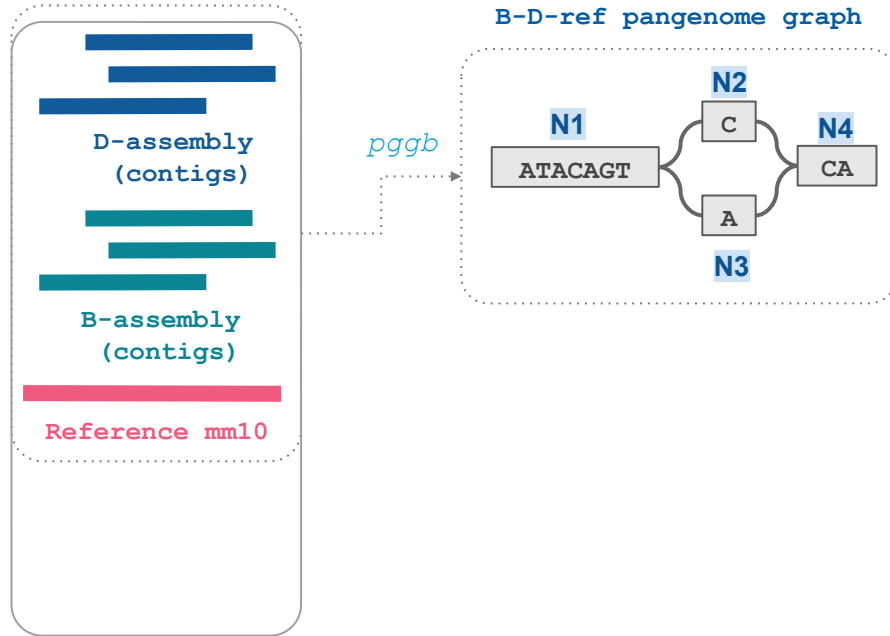 B-D-ref pangenome graph
D-assembly
(contigs)
B-assembly
(contigs)
Reference mm10
pggb
N1
ATACAGT
N2
C
N4
CA
A
N3